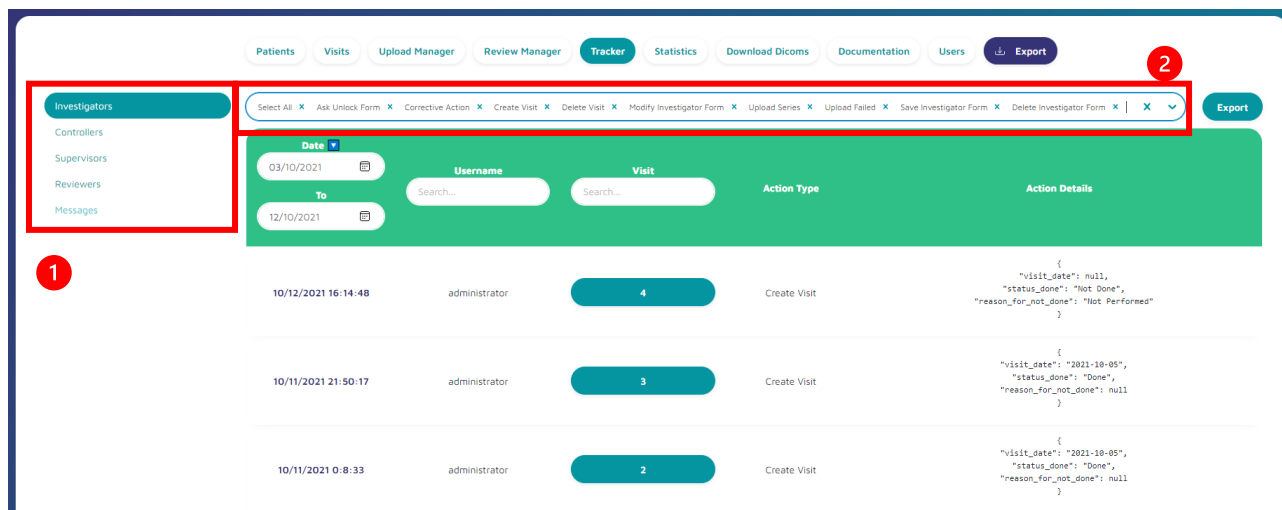 Patients Visits Upload Manager Review Manager Tracker Statistics Download Dicoms Documentation Users Export
2
Investigators
Controllers
Supervisors
Reviewers
Messages
1
Select All x Ask Unlock Form x Corrective Action x Create Visit x Delete Visit x Modify Investigator Form x Upload Series x Upload Failed x Save Investigator Form x Delete Investigator Form x
Export
Date
03/10/2021
To
12/10/2021
Username
Search...
Visit
Search...
Action Type
Action Details
10/12/2021 16:14:48 administrator 4 Create Visit
{
"visit_date": null,
"status_done": "Not Done",
"reason_for_not_done": "Not Performed"
}
10/11/2021 21:50:17 administrator 3 Create Visit
{
"visit_date": "2021-10-05",
"status_done": "Done",
"reason_for_not_done": null
}
10/11/2021 0:8:33 administrator 2 Create Visit
{
"visit_date": "2021-10-05",
"status_done": "Done",
"reason_for_not_done": null
}